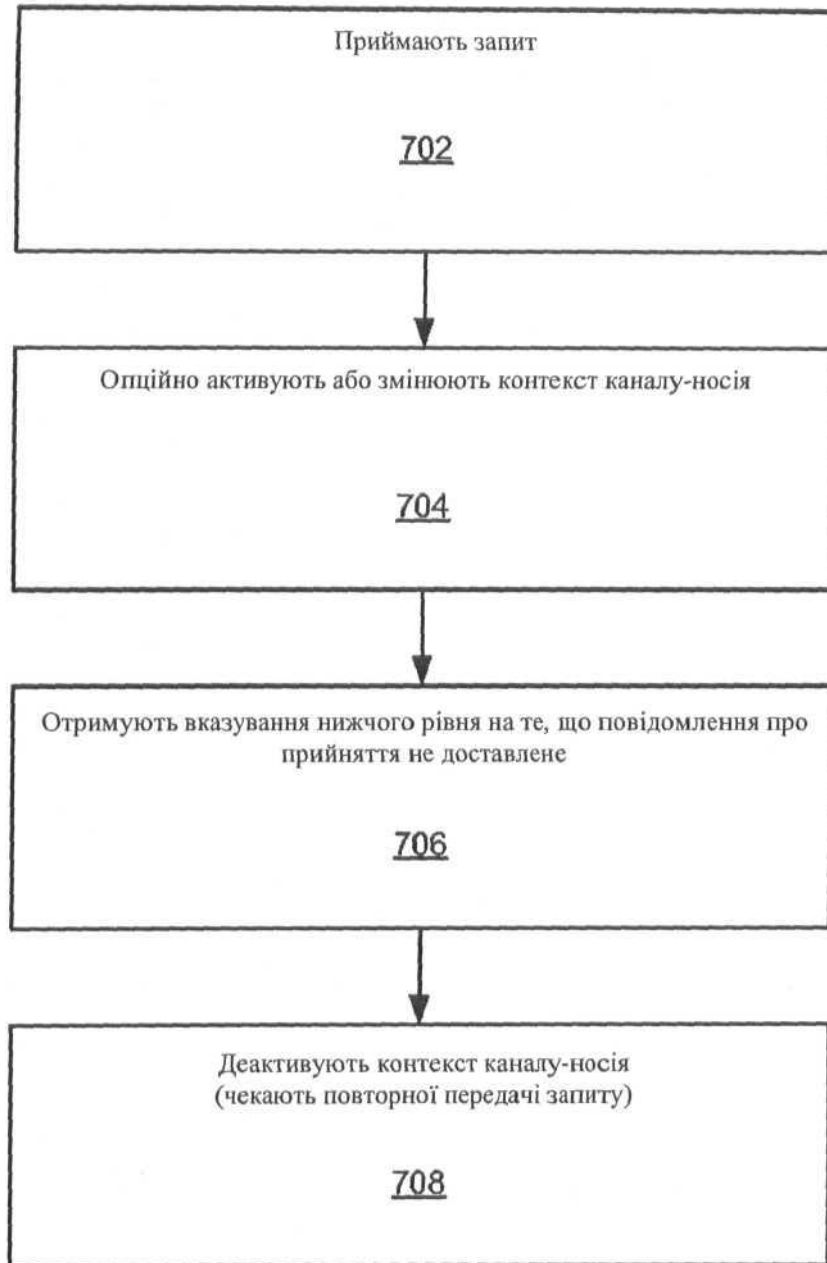 Приймають запит
702
Опційно активують або змінюють контекст каналу-носія
704
Отримують вказування нижчого рівня на те, що повідомлення про
прийняття не доставлене
706
Деактивують контекст каналу-носія
(чекають повторної передачі запиту)
708